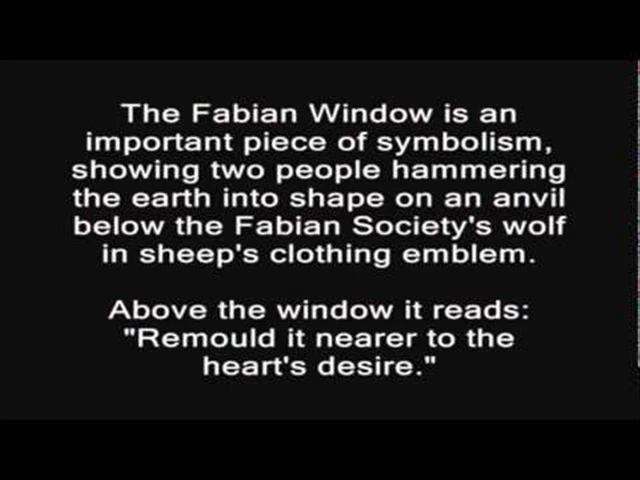 The Fabian Window is an
important piece of symbolism,
showing two people hammering
the earth into shape on an anvil
below the Fabian Society's wolf
in sheep's clothing emblem.
Above the window it reads:
"Remould it nearer to the
heart's desire."